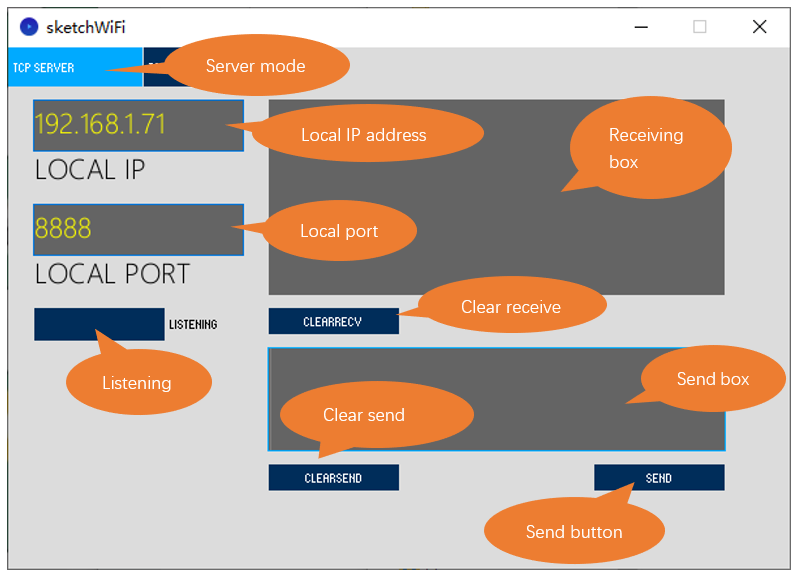 sketchWiFi
TCP SERVER
Server mode
192.168.1.71
Local IP address
Receiving
box
LOCAL IP
8888
Local port
LOCAL PORT
Clear receive
LISTENING
CLEARRECV
Listening
Send box
Clear send
CLEARSEND
SEND
Send button